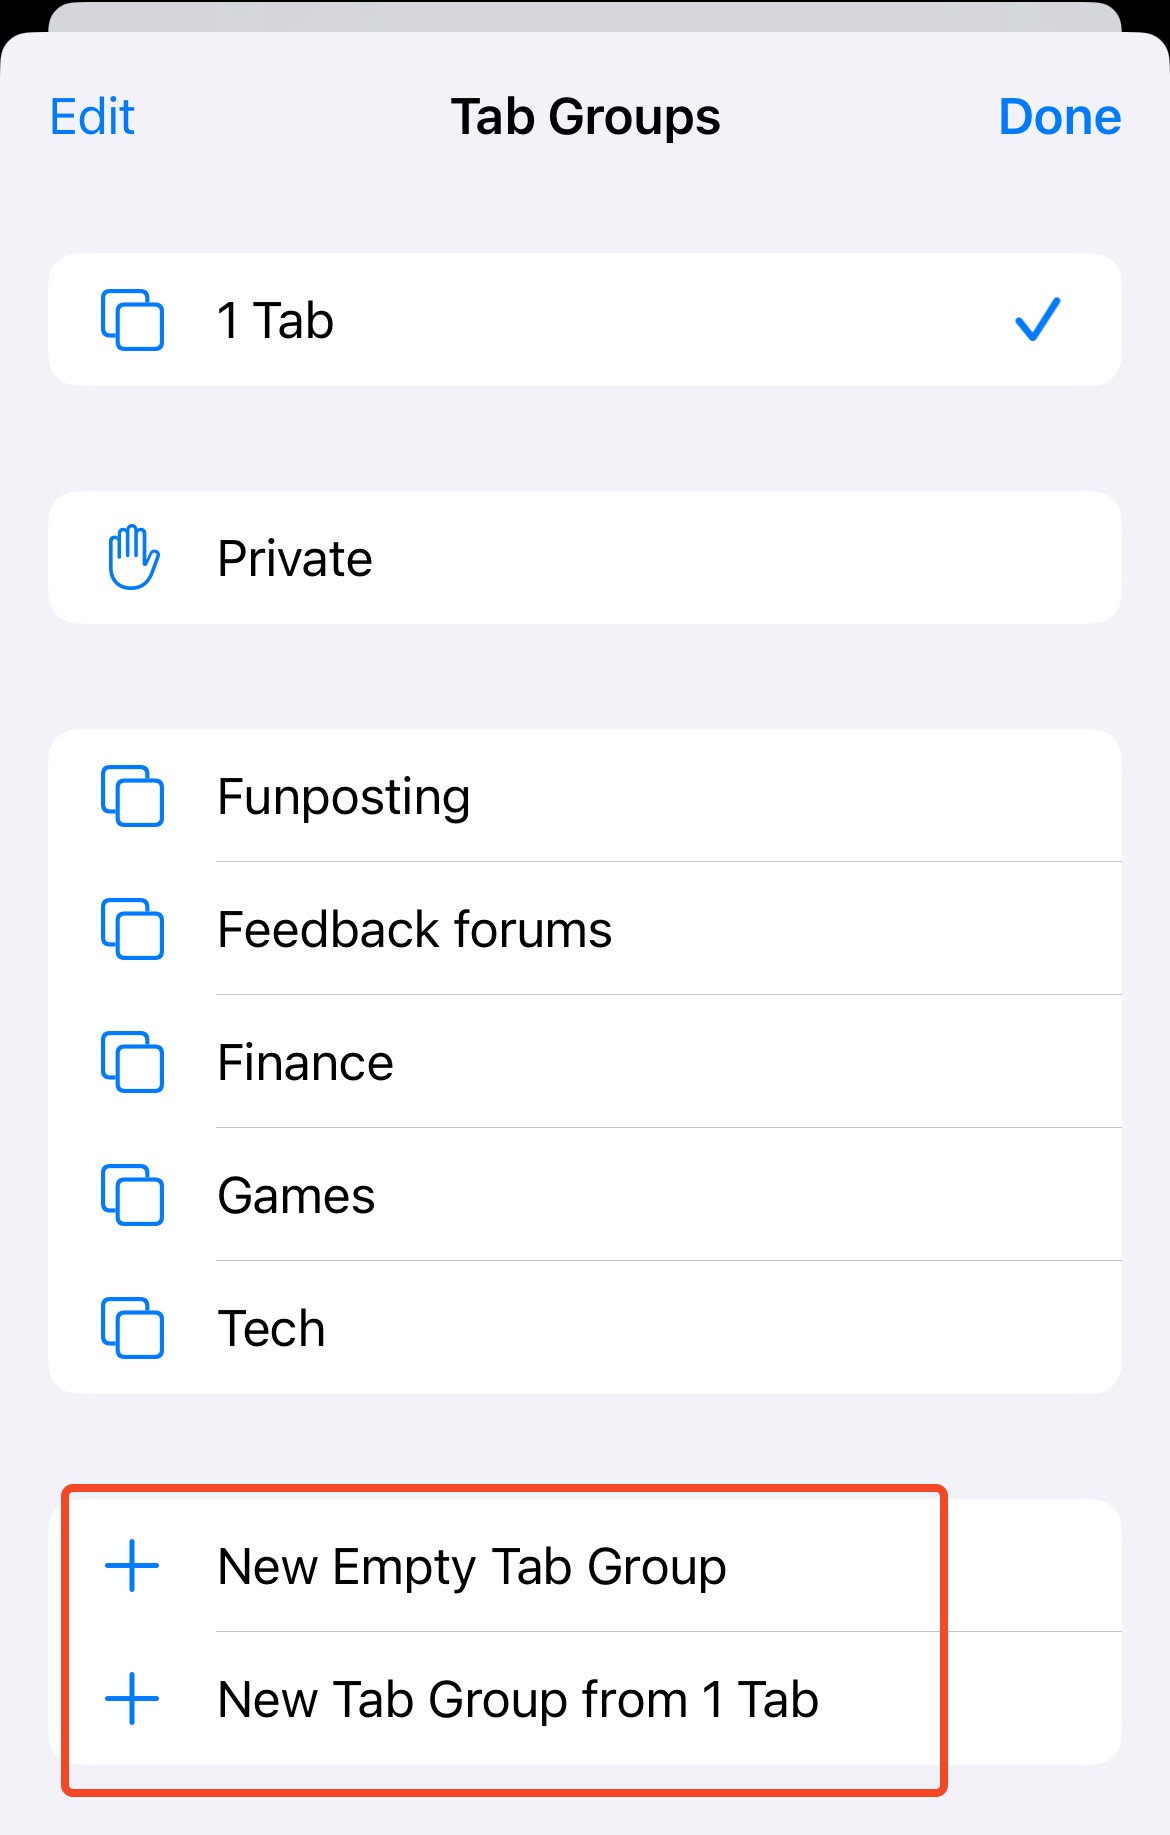 Edit
Tab Groups
Done
1 Tab
Private
Funposting
Feedback forums
Finance
Games
Tech
New Empty Tab Group
New Tab Group from 1 Tab